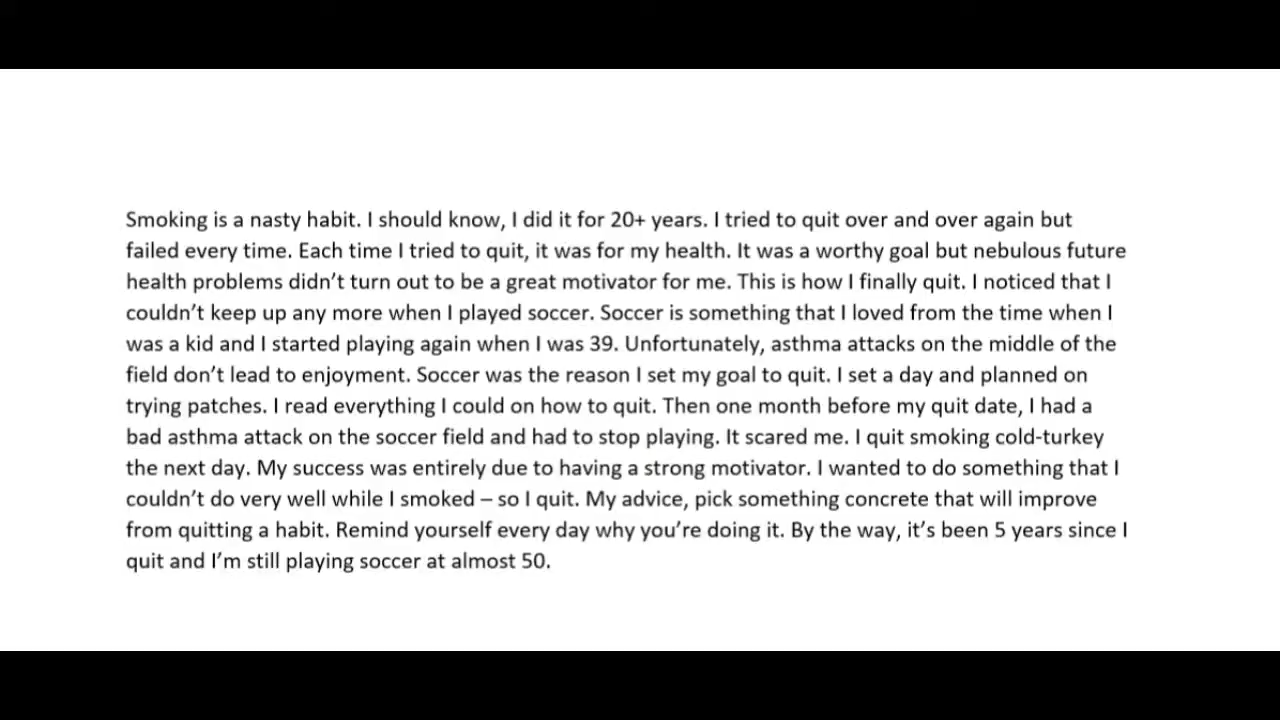 Smoking is a nasty habit. I should know, I did it for 20+ years. I tried to quit over and over again but
failed every time. Each time I tried to quit, it was for my health. It was a worthy goal but nebulous future
health problems didn’t turn out to be a great motivator for me. This is how I finally quit. I noticed that I
couldn’t keep up any more when I played soccer. Soccer is something that I loved from the time when I
was a kid and I started playing again when I was 39. Unfortunately, asthma attacks on the middle of the
field don’t lead to enjoyment. Soccer was the reason I set my goal to quit. I set a day and planned on
trying patches. I read everything I could on how to quit. Then one month before my quit date, I had a
bad asthma attack on the soccer field and had to stop playing. It scared me. I quit smoking cold-turkey
the next day. My success was entirely due to having a strong motivator. I wanted to do something that I
couldn’t do very well while I smoked – so I quit. My advice, pick something concrete that will improve
from quitting a habit. Remind yourself every day why you’re doing it. By the way, it’s been 5 years since I
quit and I’m still playing soccer at almost 50.